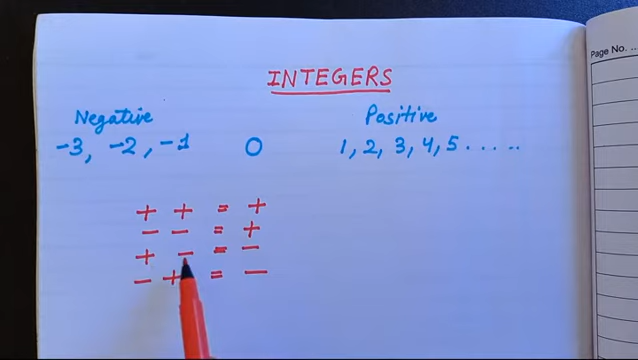 Page No. ..
INTEGERS
Negative Positive
-3, -2, -1 0 1, 2, 3, 4, 5 . . . . ..
+ + = +
- - = +
+ - = -
- + = -